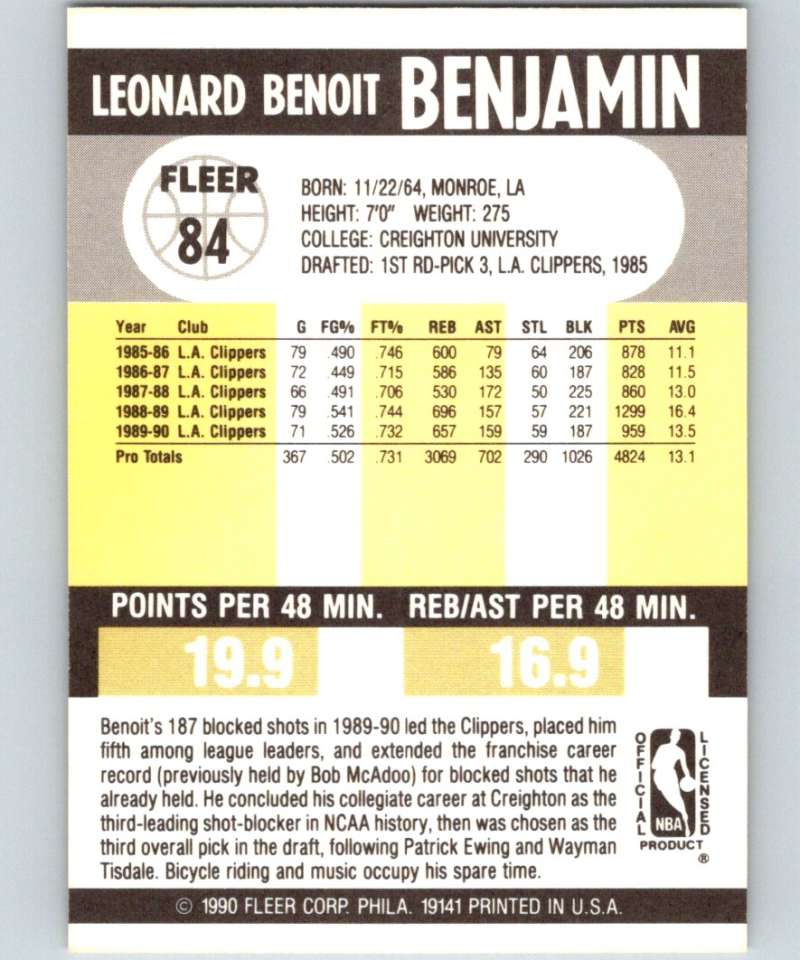 LEONARD BENOIT BENJAMIN
FLEER
84
BORN: 11/22/64, MONROE, LA
HEIGHT: 7'0" WEIGHT: 275
COLLEGE: CREIGHTON UNIVERSITY
DRAFTED: 1ST RD-PICK 3, L.A. CLIPPERS, 1985
Year Club G FG% FT% REB AST STL BLK PTS AVG
1985-86 L.A. Clippers 79 .490 .746 600 79 64 206 878 11.1
1986-87 L.A. Clippers 72 .449 .715 586 135 60 187 828 11.5
1987-88 L.A. Clippers 66 .491 .706 530 172 50 225 860 13.0
1988-89 L.A. Clippers 79 .541 .744 696 157 57 221 1299 16.4
1989-90 L.A. Clippers 71 .526 .732 657 159 59 187 959 13.5
Pro Totals 367 .502 .731 3069 702 290 1026 4824 13.1
POINTS PER 48 MIN. REB/AST PER 48 MIN.
19.9 16.9
Benoit's 187 blocked shots in 1989-90 led the Clippers, placed him
fifth among league leaders, and extended the franchise career
record (previously held by Bob McAdoo) for blocked shots that he
already held. He concluded his collegiate career at Creighton as the
third-leading shot-blocker in NCAA history, then was chosen as the
third overall pick in the draft, following Patrick Ewing and Wayman
Tisdale. Bicycle riding and music occupy his spare time.
OFFICIAL
NBA
LICENSED
PRODUCT
®
© 1990 FLEER CORP. PHILA. 19141 PRINTED IN U.S.A.